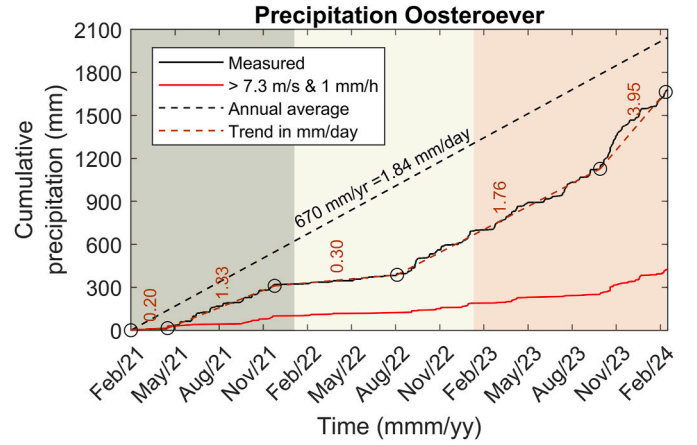 Precipitation Oosteroever
Cumulative
precipitation (mm)
2100
1800
1500
1200
900
600
300
0
Measured
> 7.3 m/s & 1 mm/h
Annual average
Trend in mm/day
670 mm/yr =1.84 mm/day
0.20
1.33
0.30
1.76
3.95
Feb/21
May/21
Aug/21
Nov/21
Feb/22
May/22
Aug/22
Nov/22
Feb/23
May/23
Aug/23
Nov/23
Feb/24
Time (mmm/yy)